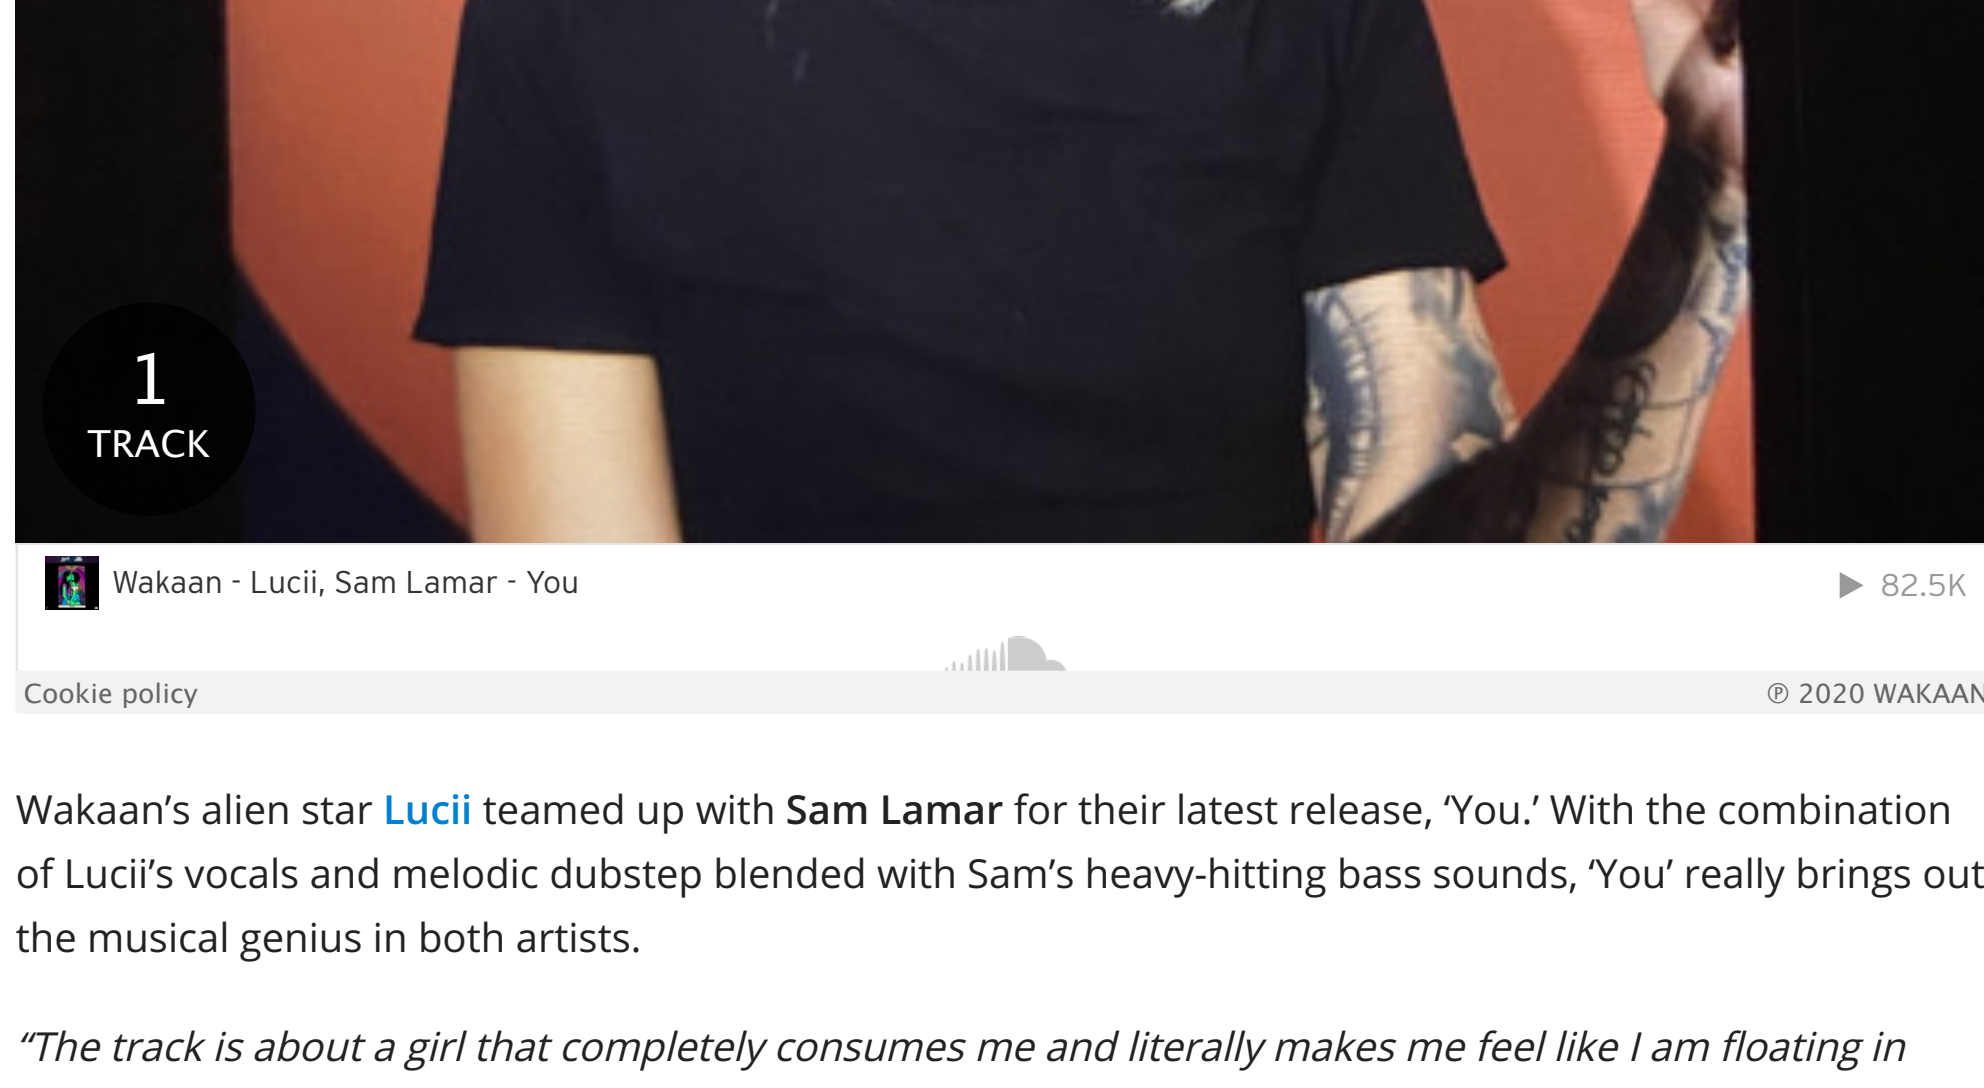 1
TRACK
Wakaan - Lucii, Sam Lamar - You
82.5K
Cookie policy
℗ 2020 WAKAAN
Wakaan’s alien star Lucii teamed up with Sam Lamar for their latest release, ‘You.’ With the combination
of Lucii’s vocals and melodic dubstep blended with Sam’s heavy-hitting bass sounds, ‘You’ really brings out
the musical genius in both artists.
“The track is about a girl that completely consumes me and literally makes me feel like I am floating in